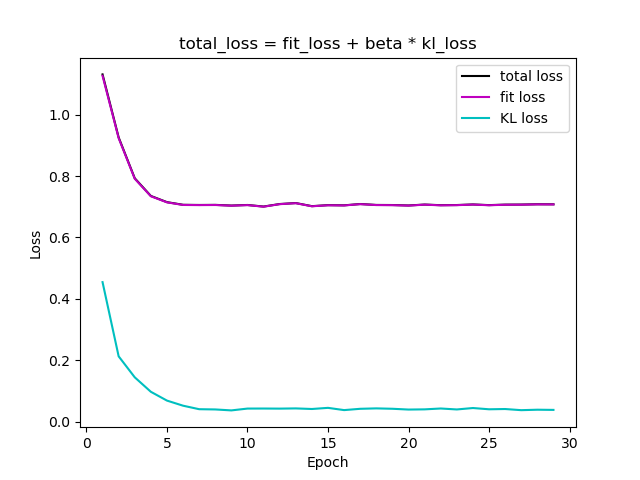 total_loss = fit_loss + beta * kl_loss
total loss
fit loss
KL loss
Loss
1.0
0.8
0.6
0.4
0.2
0.0
0 5 10 15 20 25 30
Epoch